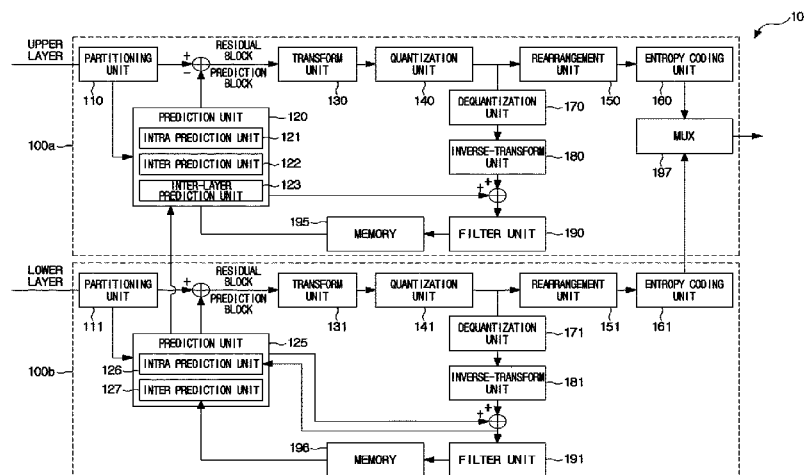 10
UPPER LAYER
PARTITIONING UNIT
110
+
−
RESIDUAL BLOCK
PREDICTION BLOCK
TRANSFORM UNIT
130
QUANTIZATION UNIT
140
REARRANGEMENT UNIT
150
ENTROPY CODING UNIT
160
DEQUANTIZATION UNIT
170
INVERSE-TRANSFORM UNIT
180
MUX
197
100a
PREDICTION UNIT
120
INTRA PREDICTION UNIT
121
INTER PREDICTION UNIT
122
INTER-LAYER PREDICTION UNIT
123
+
+
195
MEMORY
FILTER UNIT
190
LOWER LAYER
PARTITIONING UNIT
111
+
RESIDUAL BLOCK
PREDICTION BLOCK
TRANSFORM UNIT
131
QUANTIZATION UNIT
141
REARRANGEMENT UNIT
151
ENTROPY CODING UNIT
161
DEQUANTIZATION UNIT
171
INVERSE-TRANSFORM UNIT
181
100b
PREDICTION UNIT
125
126
INTRA PREDICTION UNIT
127
INTER PREDICTION UNIT
+
+
196
MEMORY
FILTER UNIT
191